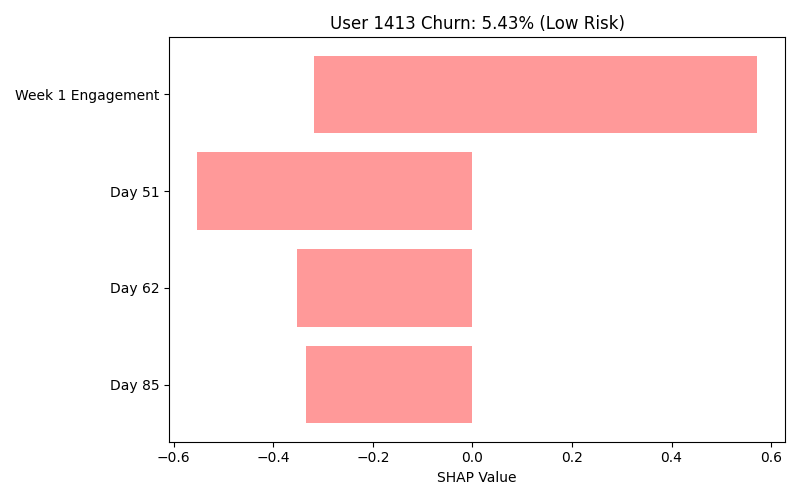 User 1413 Churn: 5.43% (Low Risk)
Week 1 Engagement
Day 51
Day 62
Day 85
−0.6 −0.4 −0.2 0.0 0.2 0.4 0.6
SHAP Value